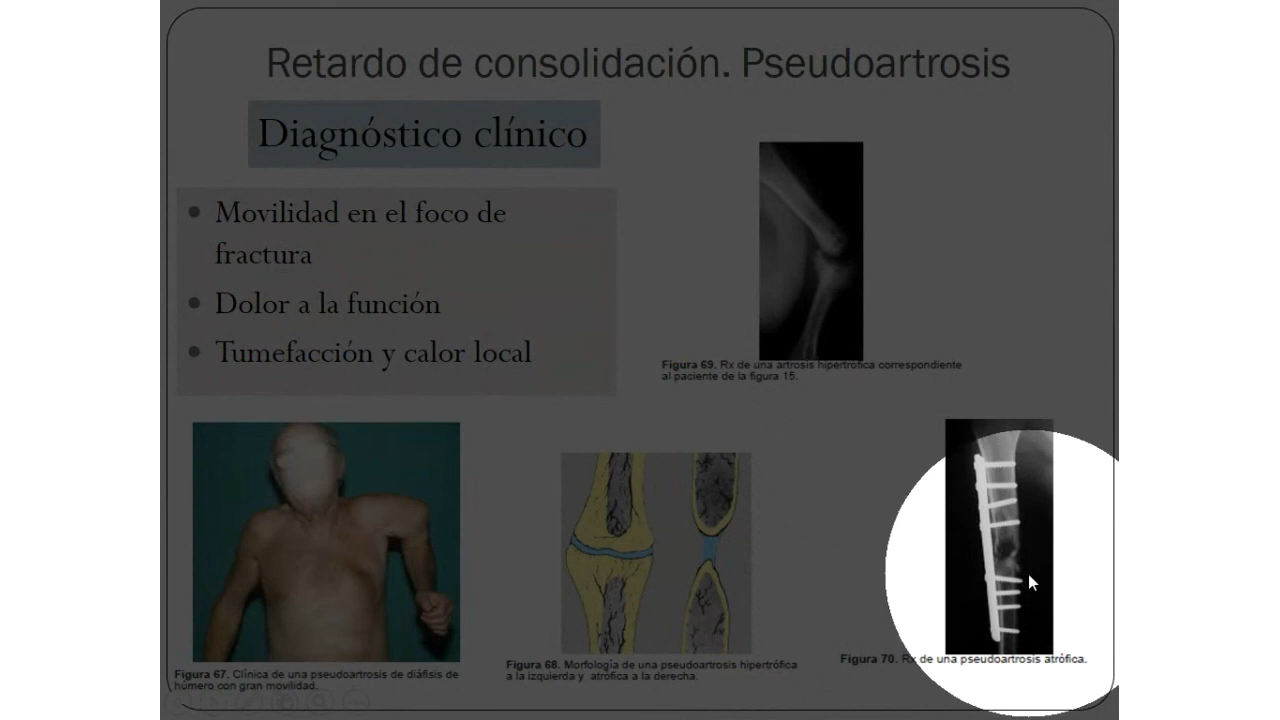 Retardo de consolidación. Pseudoartrosis
Diagnóstico clínico
• Movilidad en el foco de
fractura
• Dolor a la función
• Tumefacción y calor local
Figura 69. Rx de una artrosis hipertrófica correspondiente
al paciente de la figura 15.
Figura 67. Clínica de una pseudoartrosis de diáfisis de
húmero con gran movilidad.
Figura 68. Morfología de una pseudoartrosis hipertrófica
a la izquierda y atrófica a la derecha.
Figura 70. Rx de una pseudoartrosis atrófica.